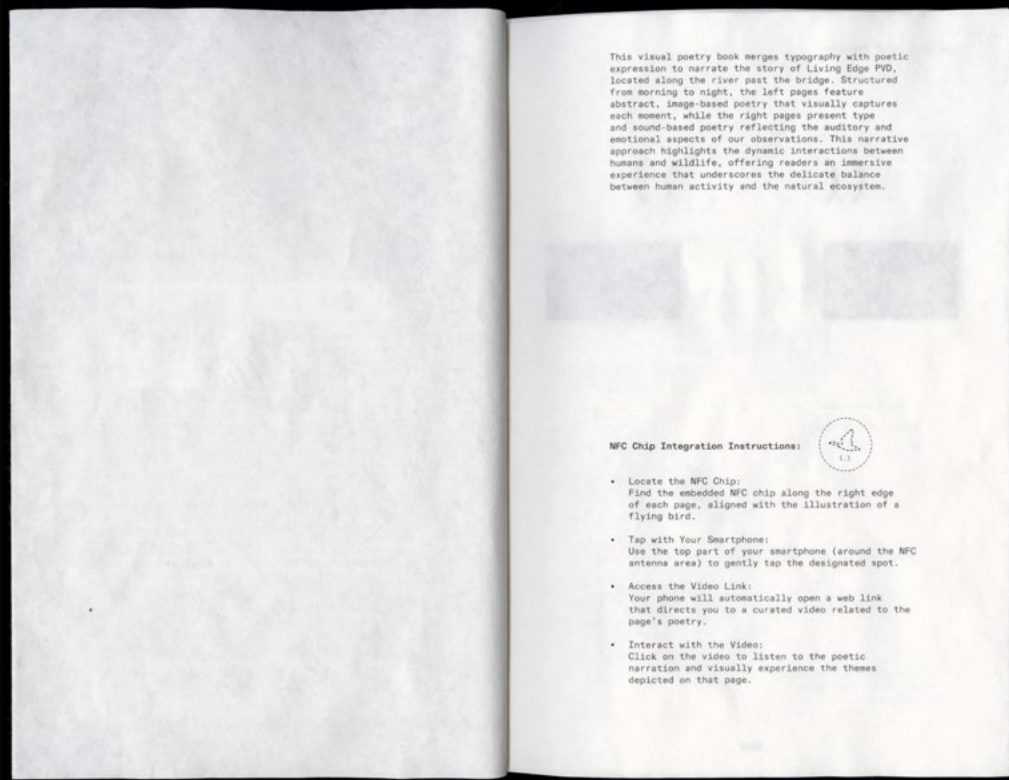 This visual poetry book merges typography with poetic
expression to narrate the story of Living Edge PVD,
located along the river past the bridge. Structured
from morning to night, the left pages feature
abstract, image-based poetry that visually captures
each moment, while the right pages present type
and sound-based poetry reflecting the auditory and
emotional aspects of our observations. This narrative
approach highlights the dynamic interactions between
humans and wildlife, offering readers an immersive
experience that underscores the delicate balance
between human activity and the natural ecosystem.
NFC Chip Integration Instructions:
• Locate the NFC Chip:
Find the embedded NFC chip along the right edge
of each page, aligned with the illustration of a
flying bird.
• Tap with Your Smartphone:
Use the top part of your smartphone (around the NFC
antenna area) to gently tap the designated spot.
• Access the Video Link:
Your phone will automatically open a web link
that directs you to a curated video related to the
page's poetry.
• Interact with the Video:
Click on the video to listen to the poetic
narration and visually experience the themes
depicted on that page.